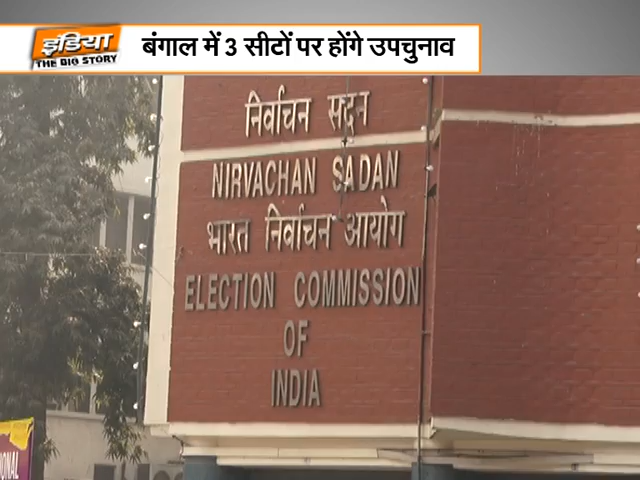 इंडिया
THE BIG STORY
बंगाल में 3 सीटों पर होंगे उपचुनाव
निर्वाचन सदन
NIRVACHAN SADAN
भारत निर्वाचन आयोग
ELECTION COMMISSION
OF
INDIA